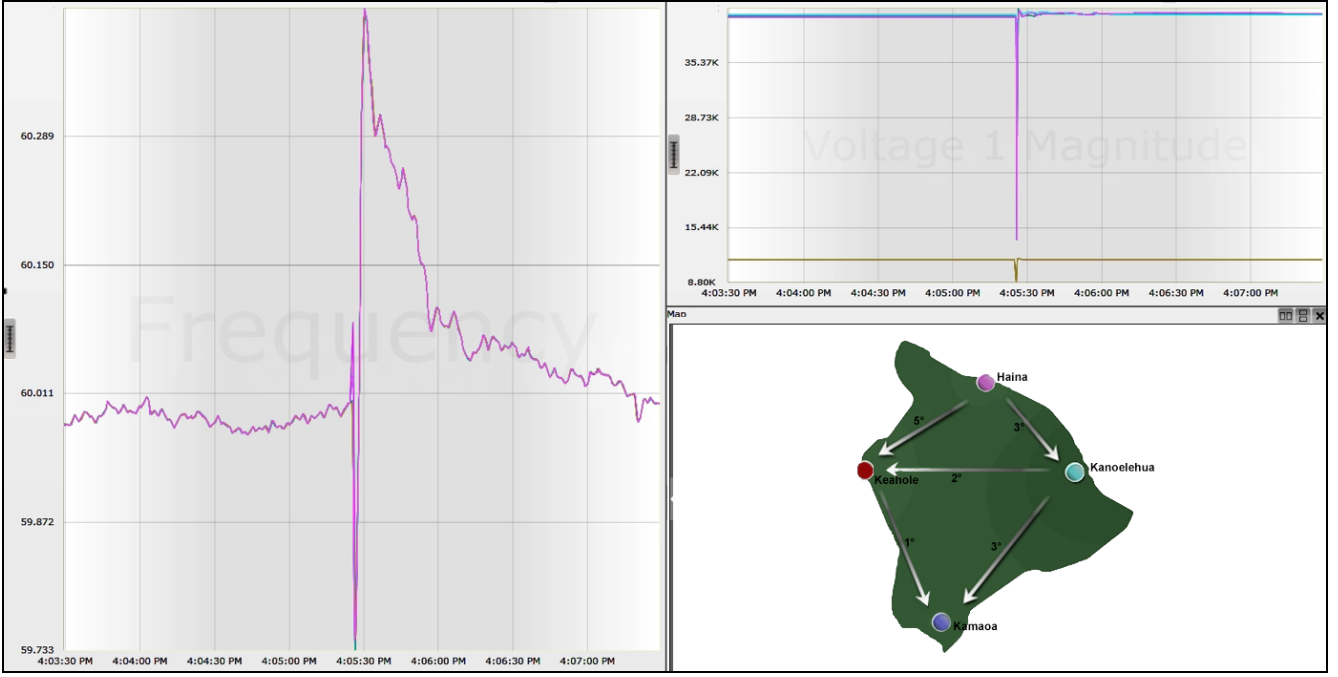 60.289
60.150
60.011
59.872
59.733
Frequency
4:03:30 PM 4:04:00 PM 4:04:30 PM 4:05:00 PM 4:05:30 PM 4:06:00 PM 4:06:30 PM 4:07:00 PM
35.37K
28.73K
22.09K
15.44K
8.80K
Voltage 1 Magnitude
4:03:30 PM 4:04:00 PM 4:04:30 PM 4:05:00 PM 4:05:30 PM 4:06:00 PM 4:06:30 PM 4:07:00 PM
Map
Haina
5°
3°
Kanoelehua
Keahole
2°
1°
3°
Kamaoa